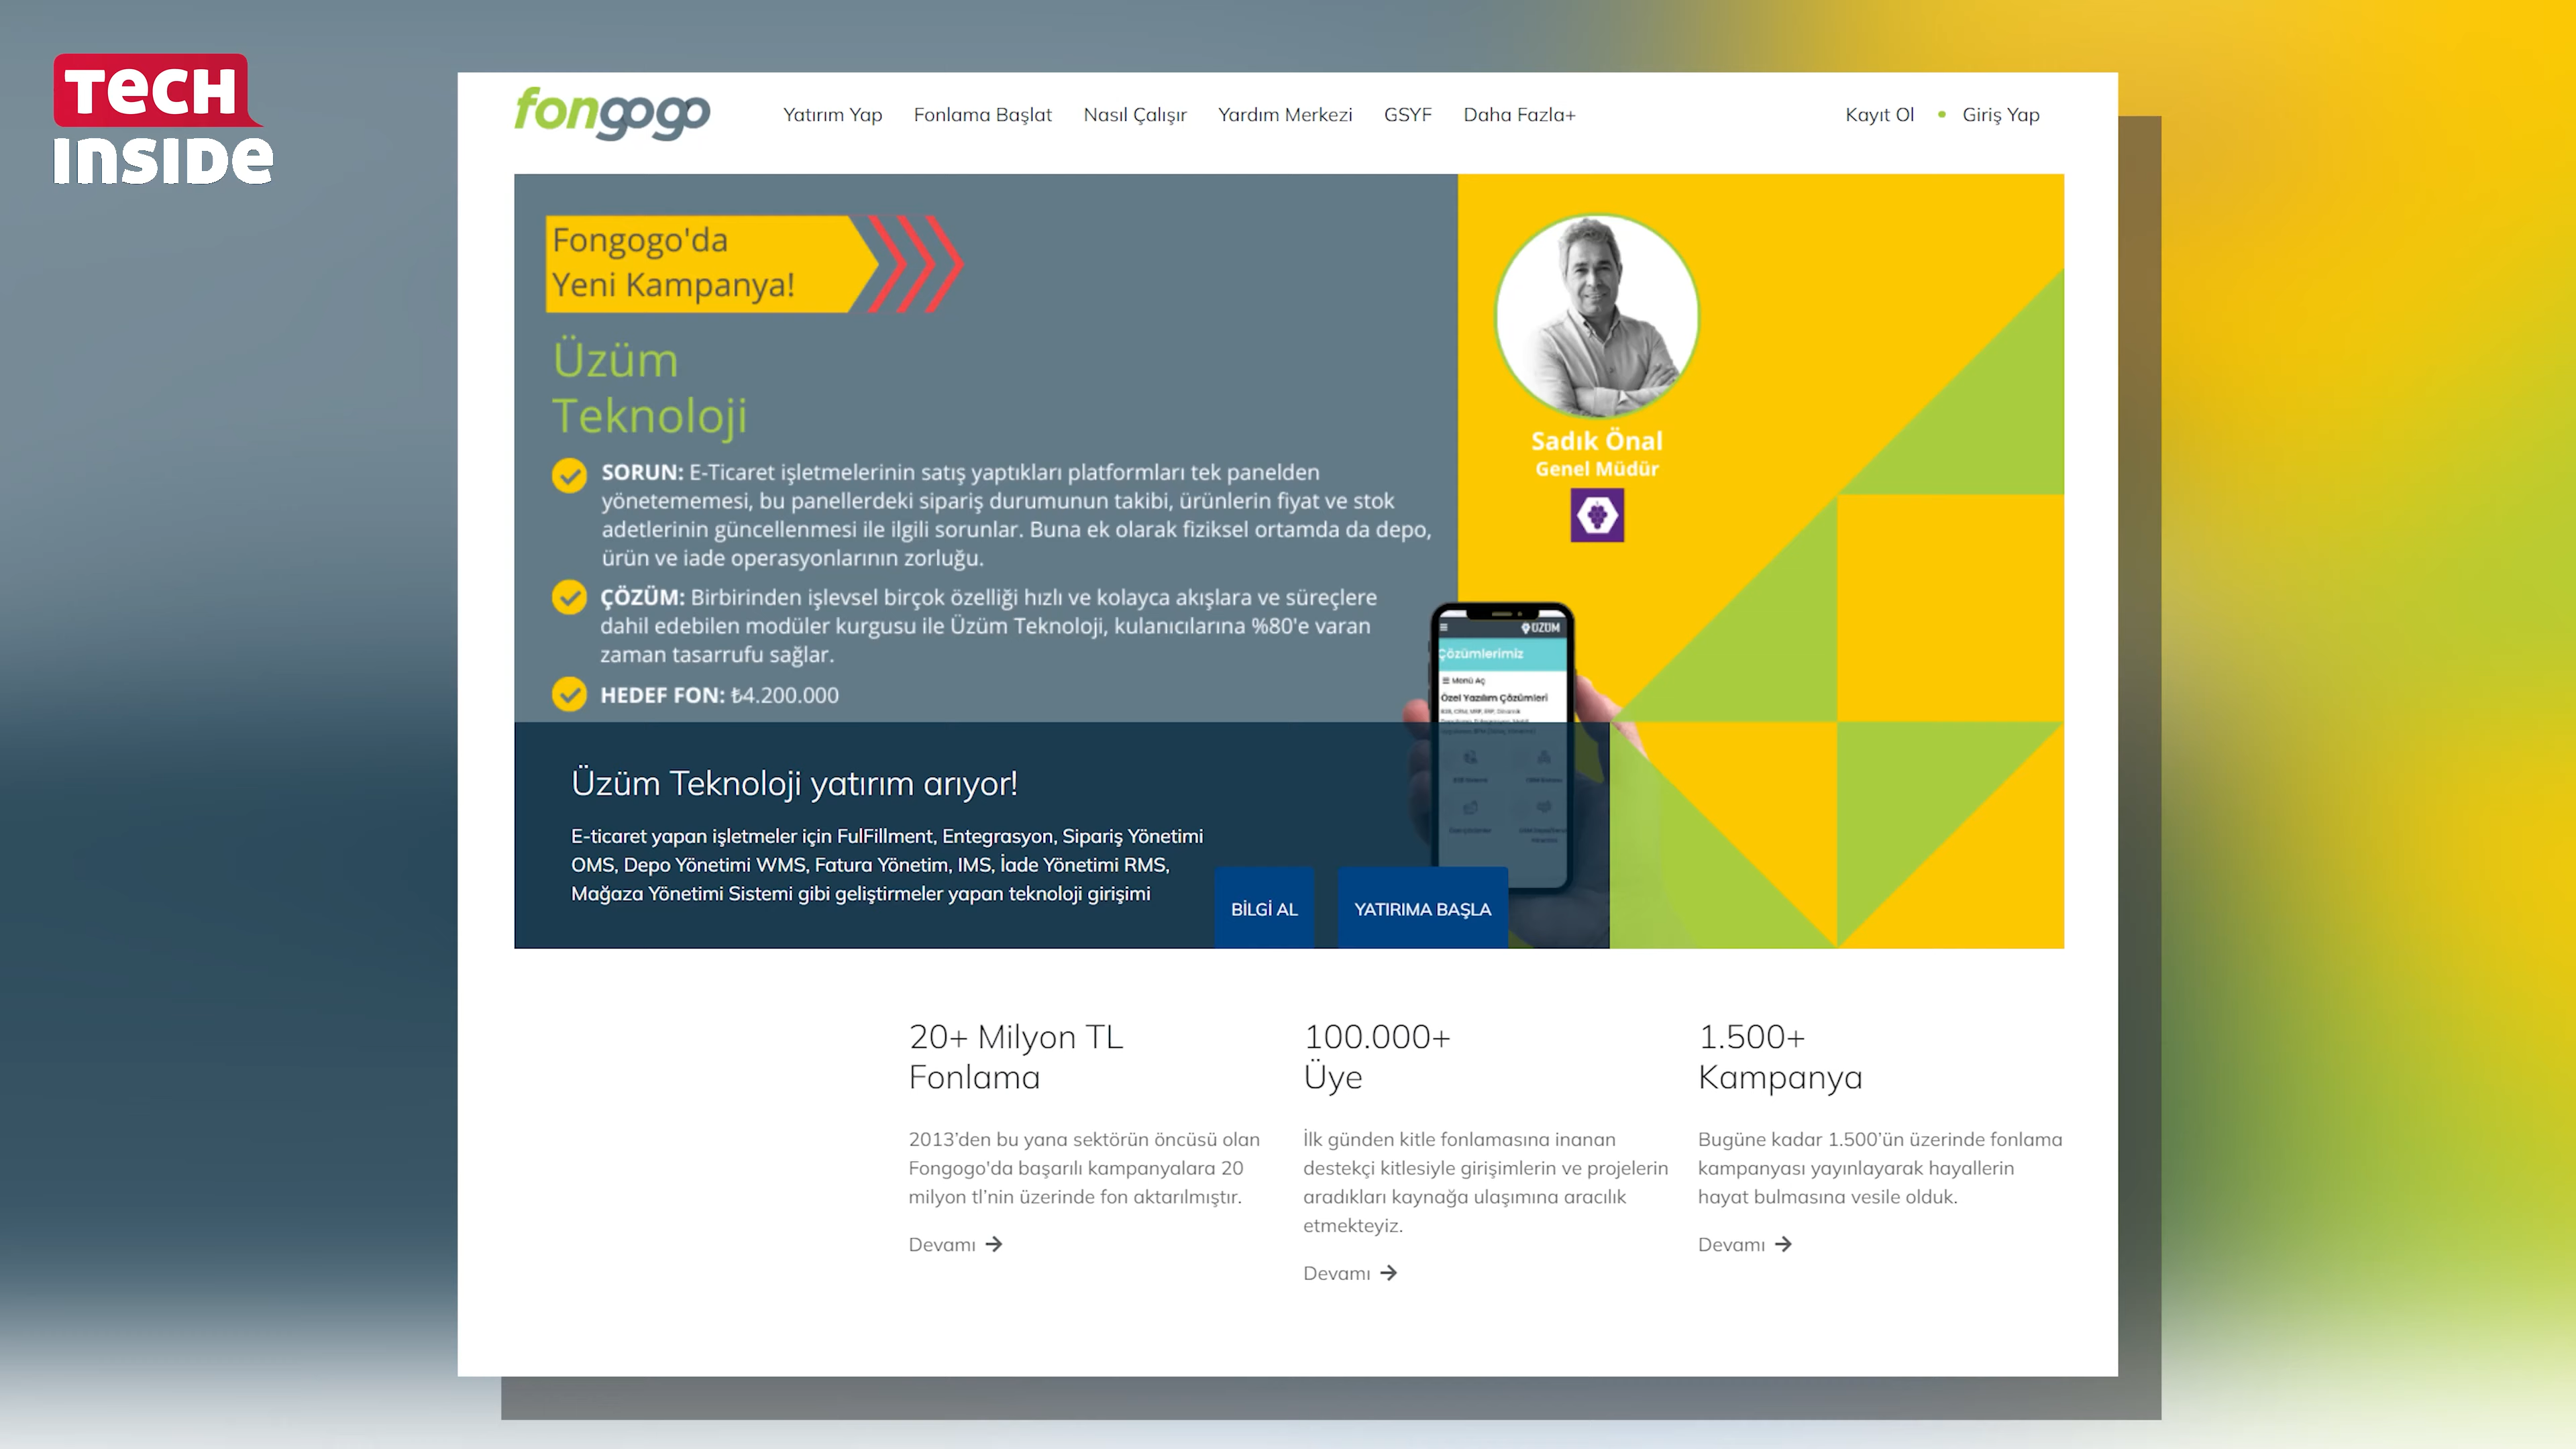 TECH
INSIDE
fongogo
Yatırım Yap
Fonlama Başlat
Nasıl Çalışır
Yardım Merkezi
GSYF
Daha Fazla+
Kayıt Ol
Giriş Yap
Fongogo'da
Yeni Kampanya!
Üzüm
Teknoloji
SORUN: E-Ticaret işletmelerinin satış yaptıkları platformları tek panelden
yönetememesi, bu panellerdeki sipariş durumunun takibi, ürünlerin fiyat ve stok
adetlerinin güncellenmesi ile ilgili sorunlar. Buna ek olarak fiziksel ortamda da depo,
ürün ve iade operasyonlarının zorluğu.
ÇÖZÜM: Birbirinden işlevsel birçok özelliği hızlı ve kolayca akışlara ve süreçlere
dahil edebilen modüler kurgusu ile Üzüm Teknoloji, kulanıcılarına %80'e varan
zaman tasarrufu sağlar.
HEDEF FON: ₺4.200.000
Sadık Önal
Genel Müdür
ÜZÜM
Çözümlerimiz
Menü Aç
Özel Yazılım Çözümleri
Üzüm Teknoloji yatırım arıyor!
E-ticaret yapan işletmeler için FulFillment, Entegrasyon, Sipariş Yönetimi
OMS, Depo Yönetimi WMS, Fatura Yönetim, IMS, İade Yönetimi RMS,
Mağaza Yönetimi Sistemi gibi geliştirmeler yapan teknoloji girişimi
BİLGİ AL
YATIRIMA BAŞLA
20+ Milyon TL
Fonlama
2013'den bu yana sektörün öncüsü olan
Fongogo'da başarılı kampanyalara 20
milyon tl'nin üzerinde fon aktarılmıştır.
Devamı
100.000+
Üye
İlk günden kitle fonlamasına inanan
destekçi kitlesiyle girişimlerin ve projelerin
aradıkları kaynağa ulaşımına aracılık
etmekteyiz.
Devamı
1.500+
Kampanya
Bugüne kadar 1.500'ün üzerinde fonlama
kampanyası yayınlayarak hayallerin
hayat bulmasına vesile olduk.
Devamı